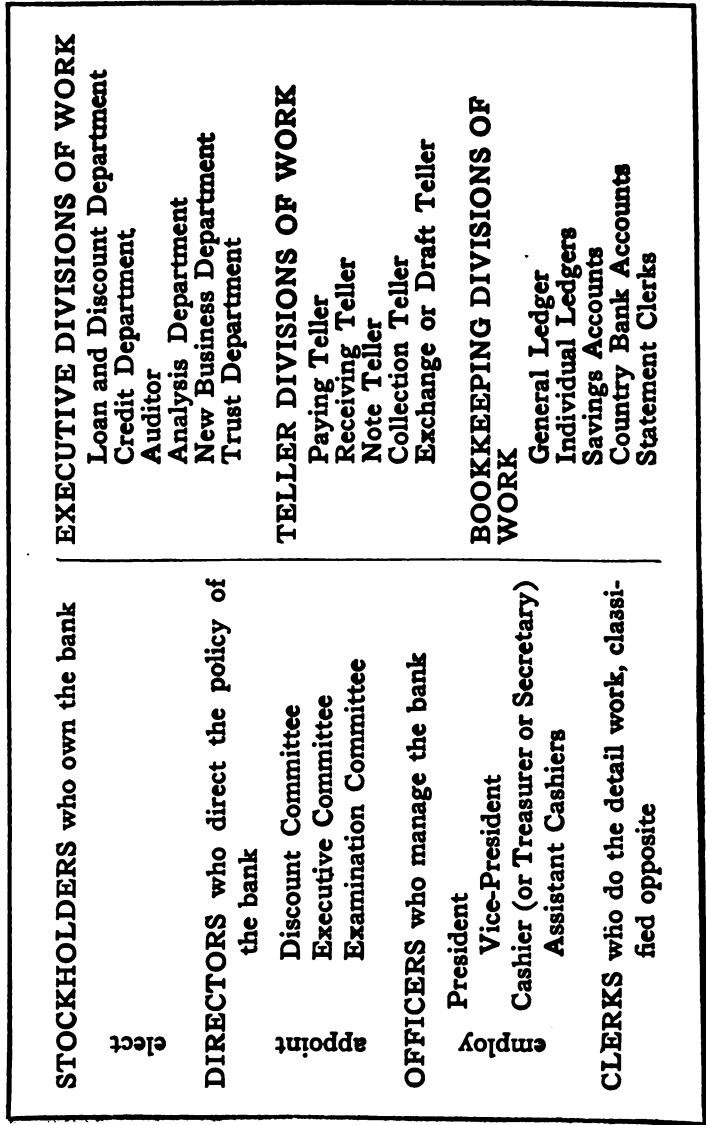 STOCKHOLDERS who own the bank
elect
DIRECTORS who direct the policy of
the bank
appoint
Discount Committee
Executive Committee
Examination Committee
OFFICERS who manage the bank
employ
President
Vice-President
Cashier (or Treasurer or Secretary)
Assistant Cashiers
CLERKS who do the detail work, classi-
fied opposite
EXECUTIVE DIVISIONS OF WORK
Loan and Discount Department
Credit Department
Auditor
Analysis Department
New Business Department
Trust Department
TELLER DIVISIONS OF WORK
Paying Teller
Receiving Teller
Note Teller
Collection Teller
Exchange or Draft Teller
BOOKKEEPING DIVISIONS OF
WORK
General Ledger
Individual Ledgers
Savings Accounts
Country Bank Accounts
Statement Clerks